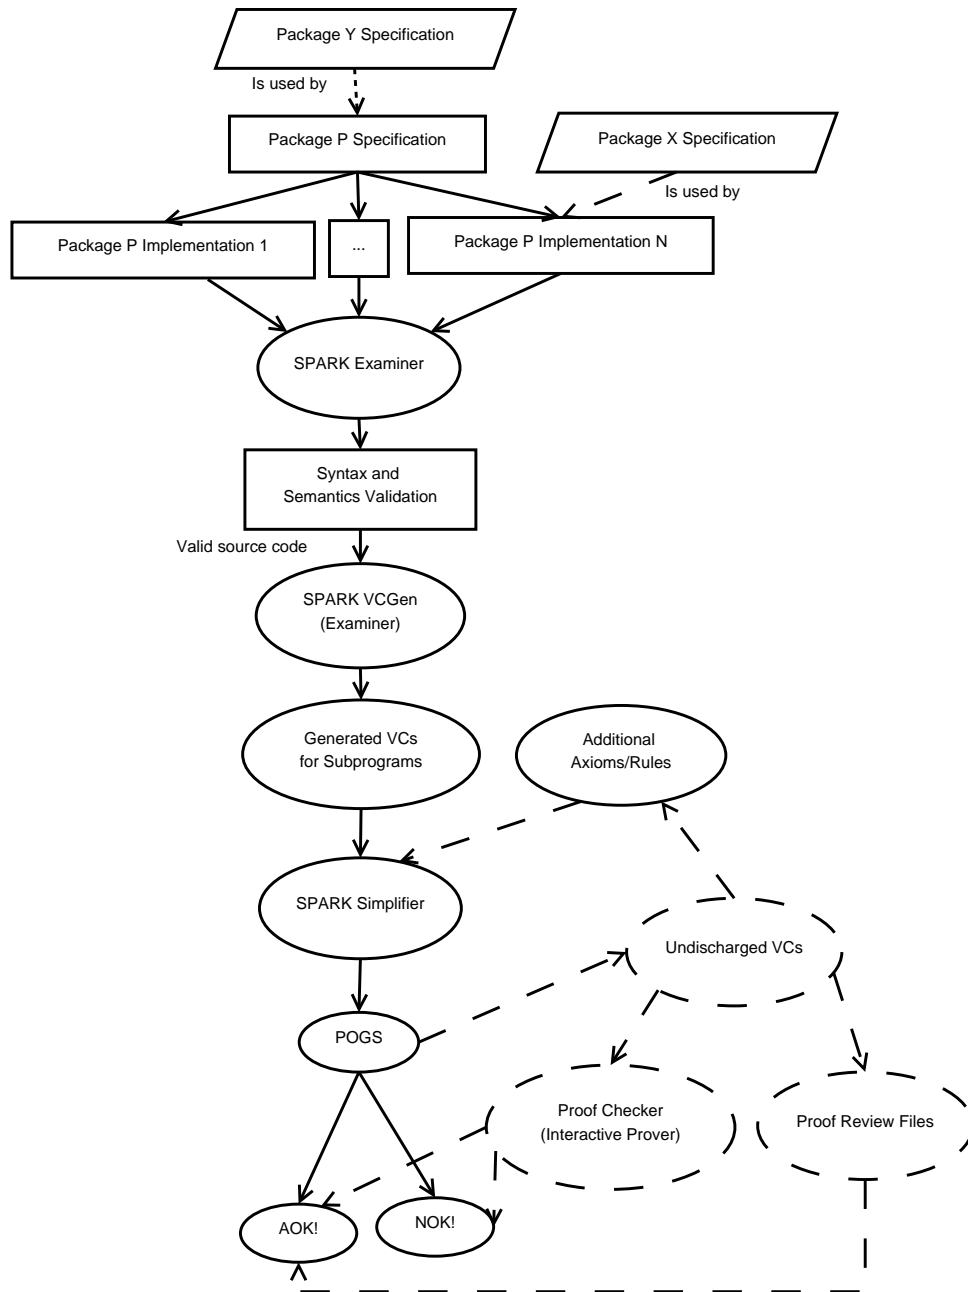 Package Y Specification
Is used by
Package P Specification
Package X Specification
Is used by
Package P Implementation 1
...
Package P Implementation N
SPARK Examiner
Syntax and
Semantics Validation
Valid source code
SPARK VCGen
(Examiner)
Generated VCs
for Subprograms
Additional
Axioms/Rules
SPARK Simplifier
Undischarged VCs
POGS
Proof Checker
(Interactive Prover)
Proof Review Files
AOK!
NOK!